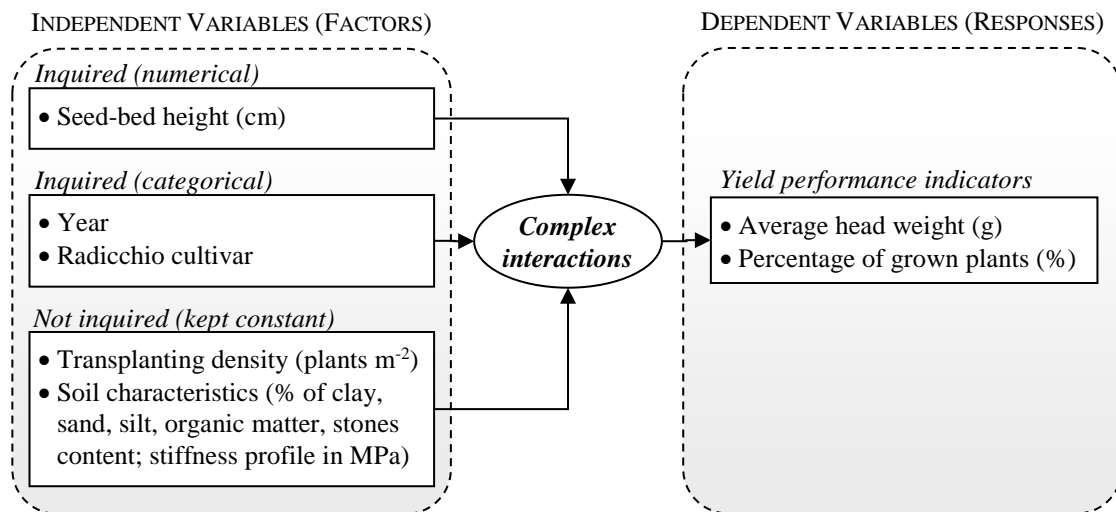 INDEPENDENT VARIABLES (FACTORS)
Inquired (numerical)
• Seed-bed height (cm)
Inquired (categorical)
• Year
• Radicchio cultivar
Not inquired (kept constant)
• Transplanting density (plants m-2)
• Soil characteristics (% of clay,
sand, silt, organic matter, stones
content; stiffness profile in MPa)
Complex
interactions
DEPENDENT VARIABLES (RESPONSES)
Yield performance indicators
• Average head weight (g)
• Percentage of grown plants (%)